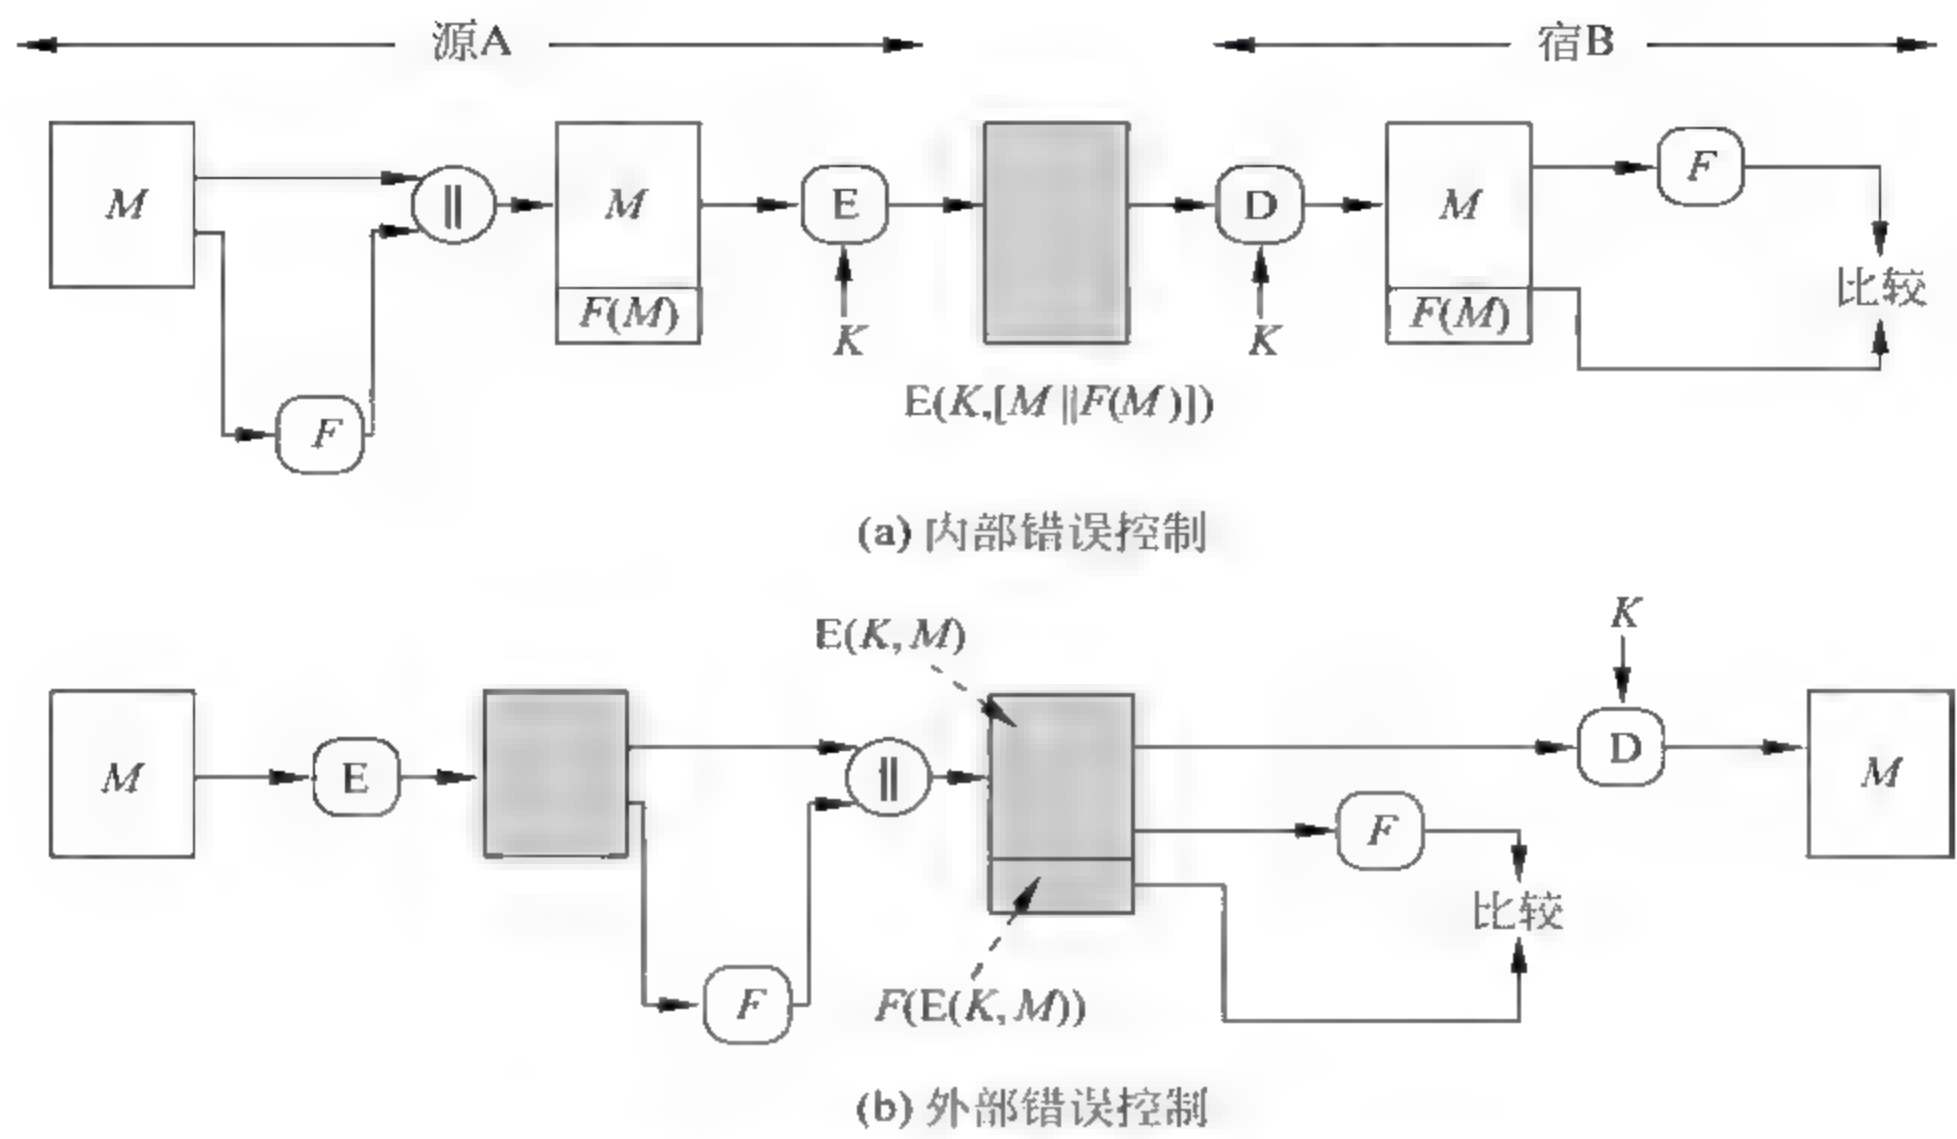 源A 宿B
M ‖ M E D M F
F(M) F(M) 比较
K K
E(K,[M‖F(M)])
F
(a) 内部错误控制
K
E(K,M)
M E ‖ D M
F
比较
F F(E(K,M))
(b) 外部错误控制